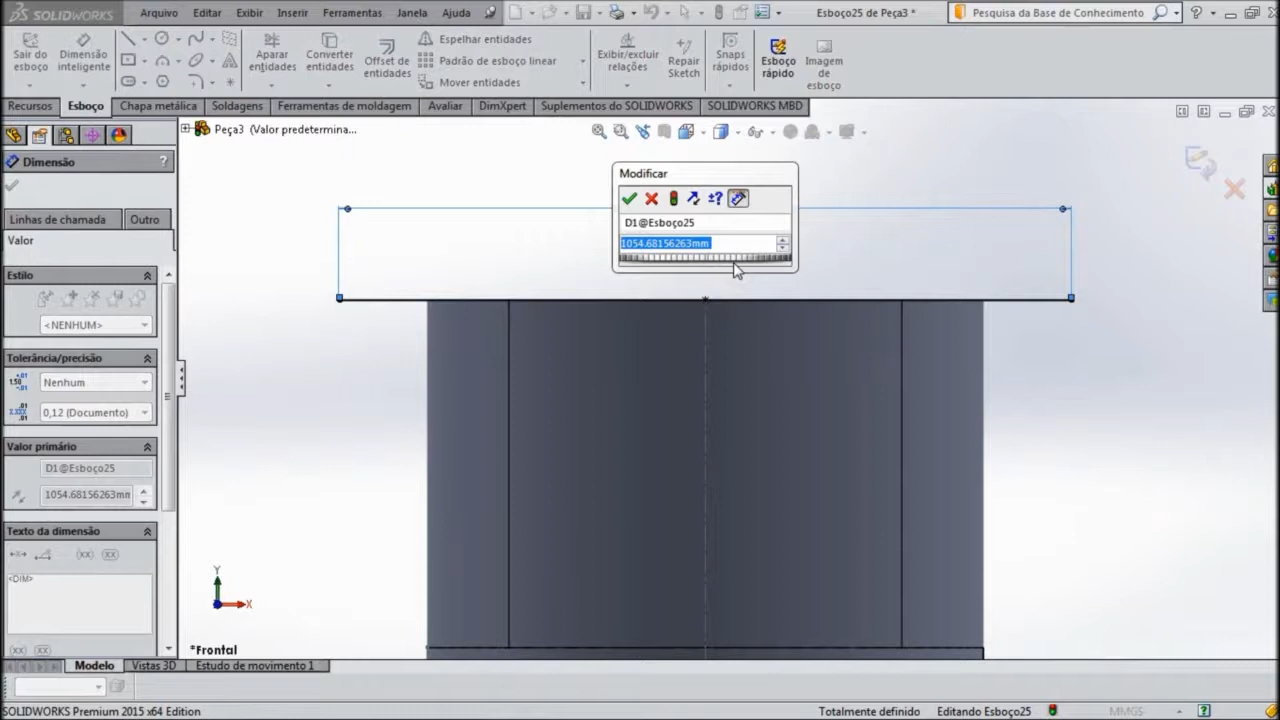 SOLIDWORKS
Arquivo Editar Exibir Inserir Ferramentas Janela Ajuda
Esboço25 de Peça3 *
Pesquisa da Base de Conhecimento
Sair do esboço
Dimensão inteligente
Aparar entidades
Converter entidades
Offset de entidades
Espelhar entidades
Padrão de esboço linear
Mover entidades
Exibir/excluir relações
Repair Sketch
Snaps rápidos
Esboço rápido
Imagem de esboço
Recursos Esboço Chapa metálica Soldagens Ferramentas de moldagem Avaliar DimXpert Suplementos do SOLIDWORKS SOLIDWORKS MBD
Peça3 (Valor predetermina...
Dimensão ?
Modificar
Linhas de chamada Outro
D1@Esboço25
Valor
1054.68156263mm
Estilo
<NENHUM>
Tolerância/precisão
Nenhum
0,12 (Documento)
Valor primário
D1@Esboço25
1054.68156263mm
Texto da dimensão
<DIM>
Y
X
*Frontal
Modelo Vistas 3D Estudo de movimento 1
SOLIDWORKS Premium 2015 x64 Edition
Totalmente definido
Editando Esboço25
MMGS